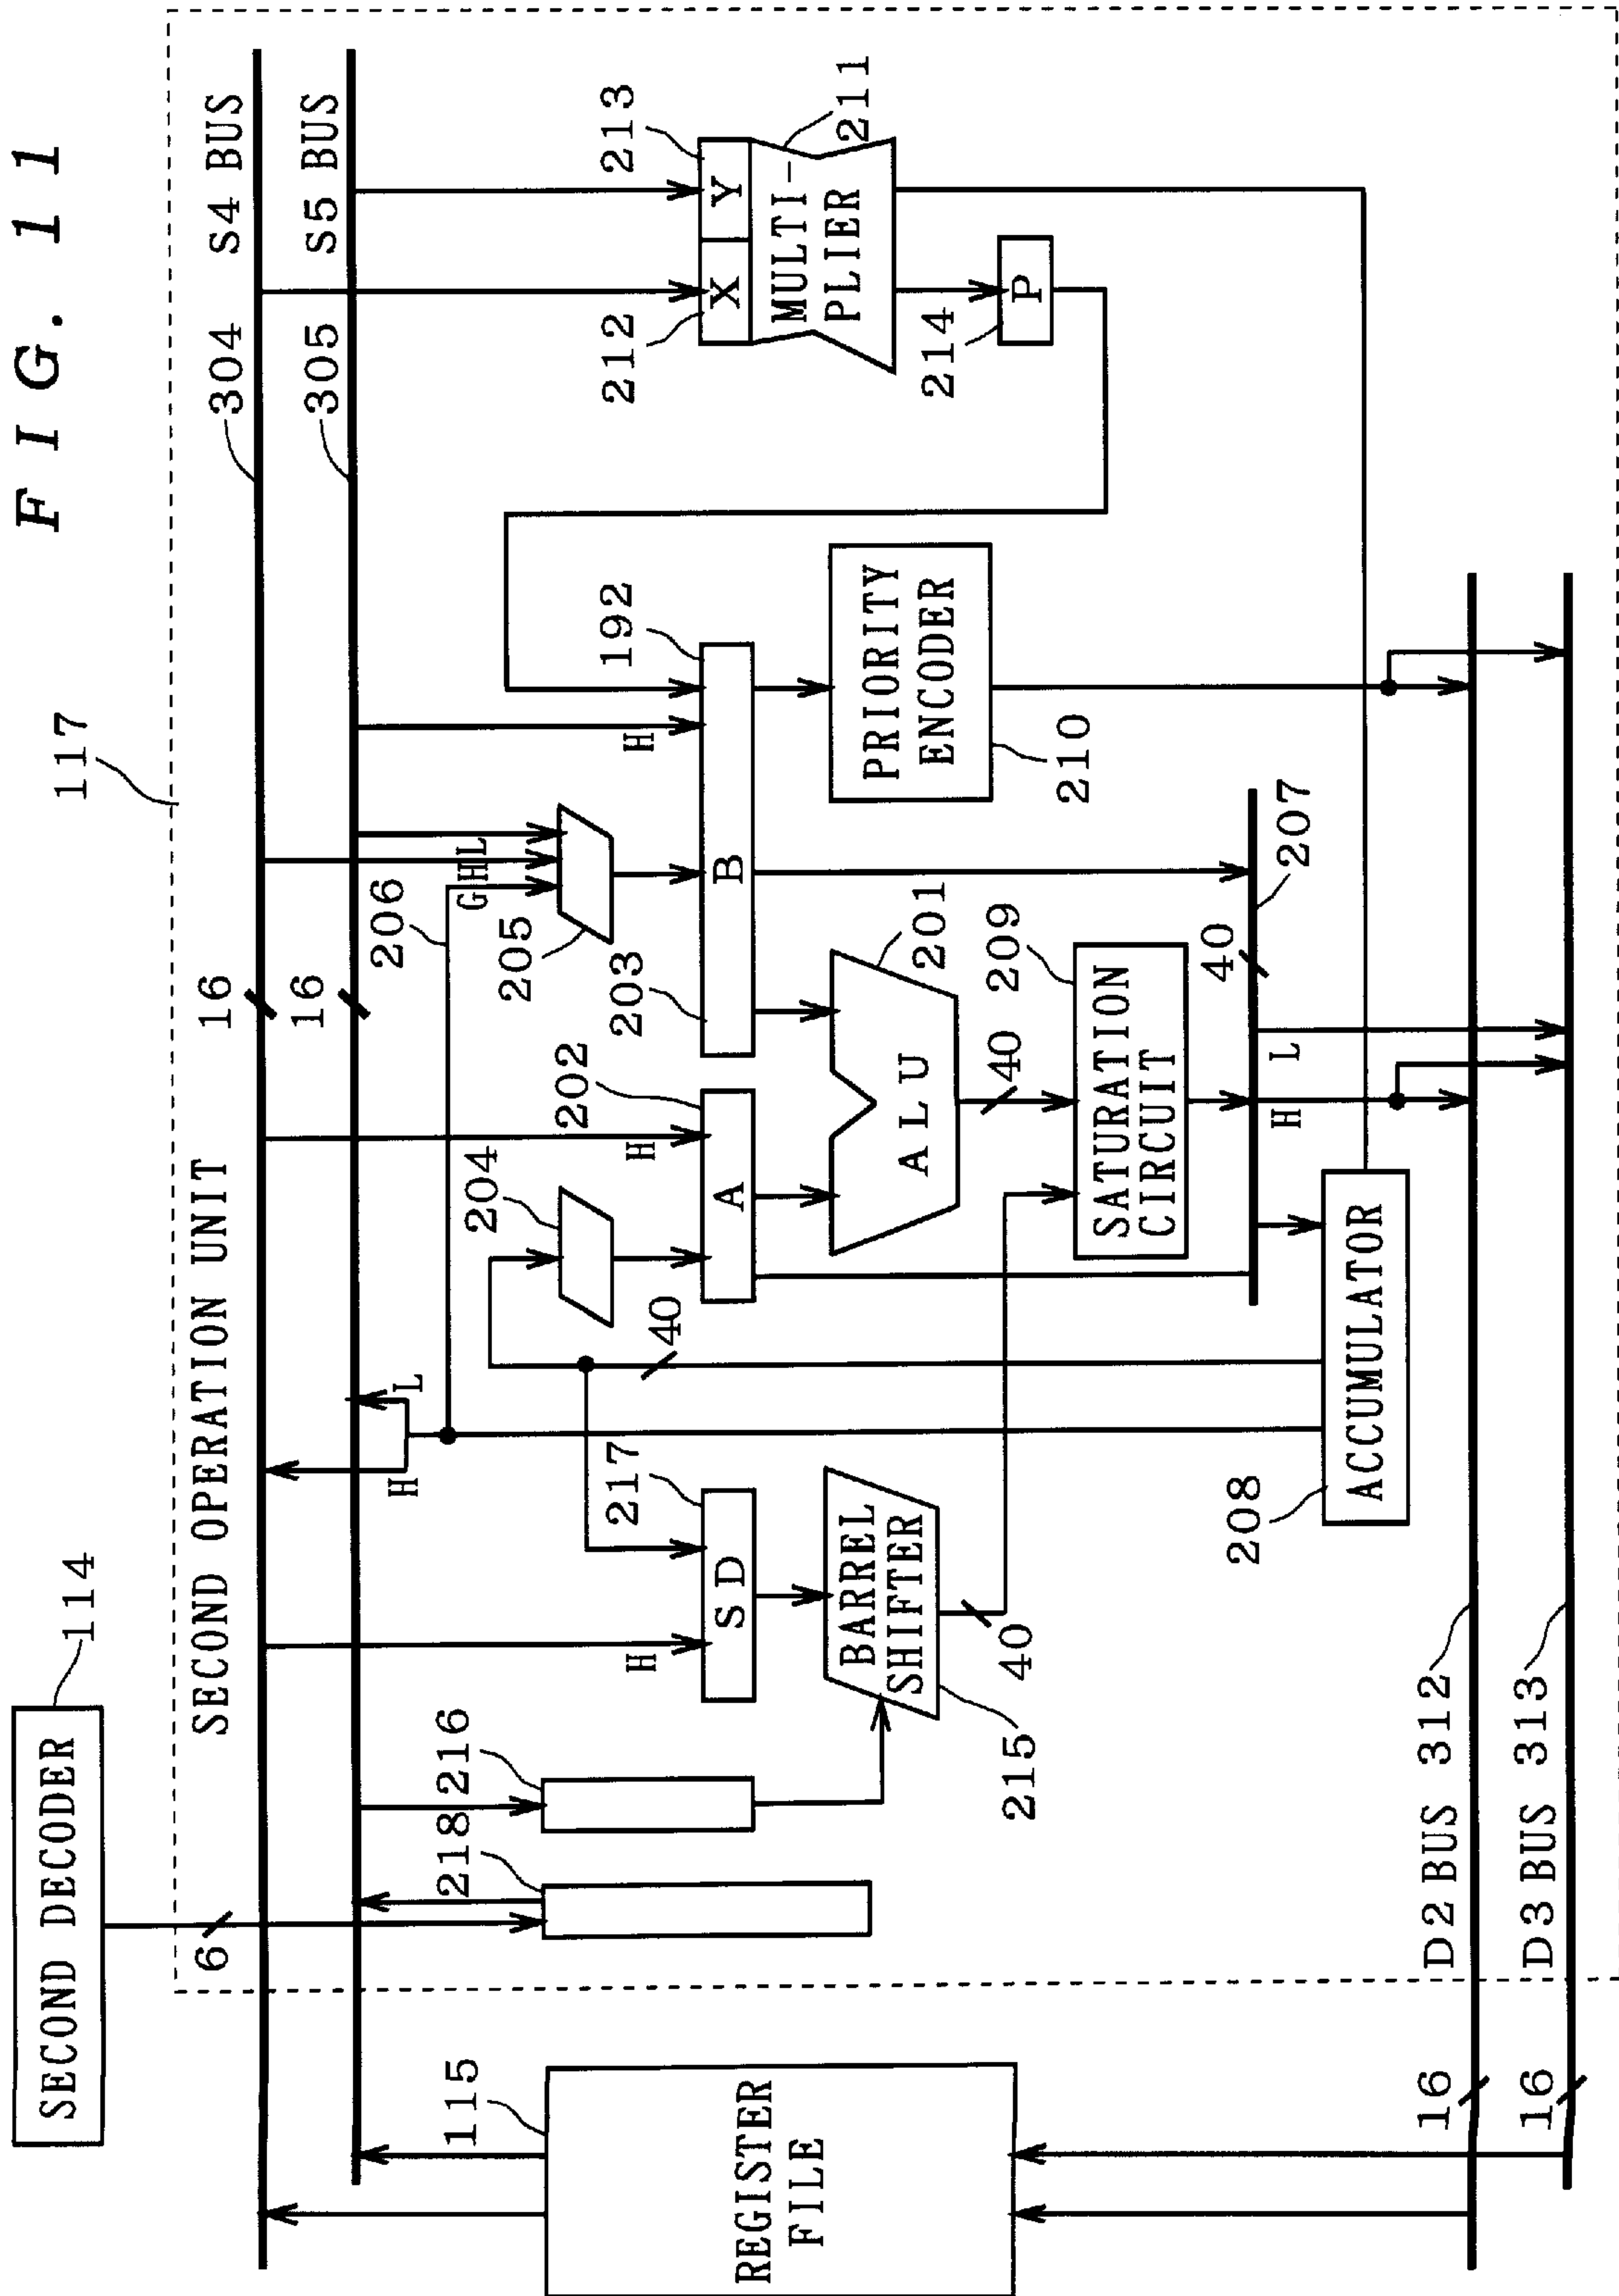 FIG. 11
SECOND DECODER
114
117
SECOND OPERATION UNIT
6
16
304
S4 BUS
16
305
S5 BUS
H
L
206
G
H
L
205
204
40
218
216
217
H
SD
202
H
A
203
B
192
H
212
X
213
Y
MULTI-
PLIER
211
214
P
115
REGISTER
FILE
BARREL
SHIFTER
215
40
ALU
201
40
PRIORITY
ENCODER
210
SATURATION
CIRCUIT
209
40
207
H
L
208
ACCUMULATOR
16
D2 BUS
312
16
D3 BUS
313